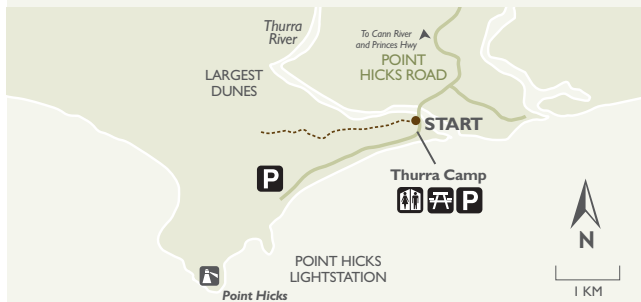 Thurra
River
To Cann River
and Princes Hwy
POINT
HICKS ROAD
LARGEST
DUNES
START
P
Thurra Camp
P
N
POINT HICKS
LIGHTSTATION
1 KM
Point Hicks